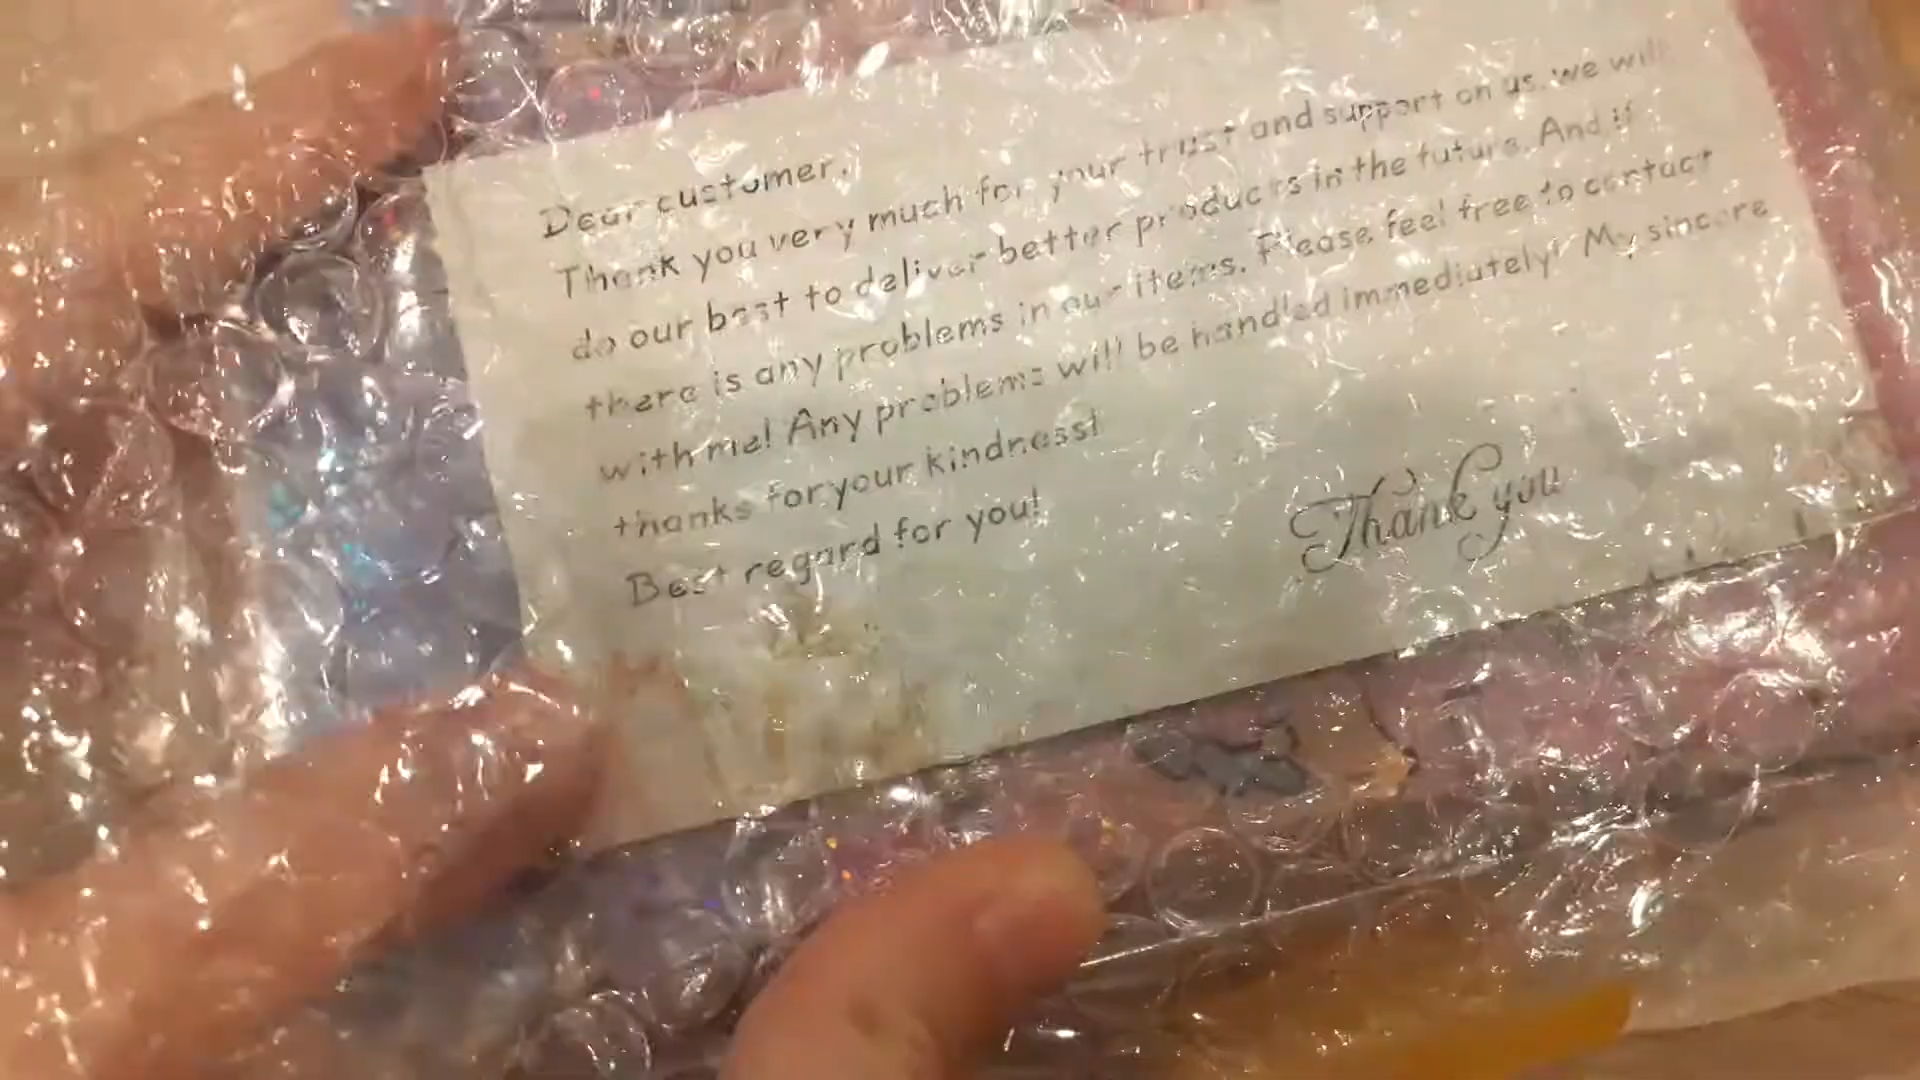 Dear customer,
Thank you very much for your trust and support on us. we will
do our best to deliver better products in the future. And if
there is any problems in our items. Please feel free to contact
with me! Any problems will be handled immediately! My sincere
thanks for your kindness!
Best regard for you!
Thank you